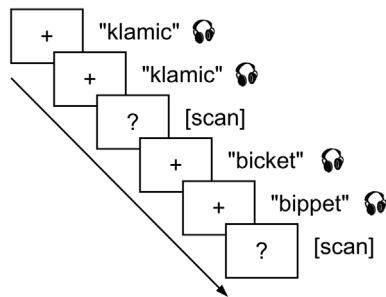 + "klamic"
+ "klamic"
? [scan]
+ "bicket"
+ "bippet"
? [scan]